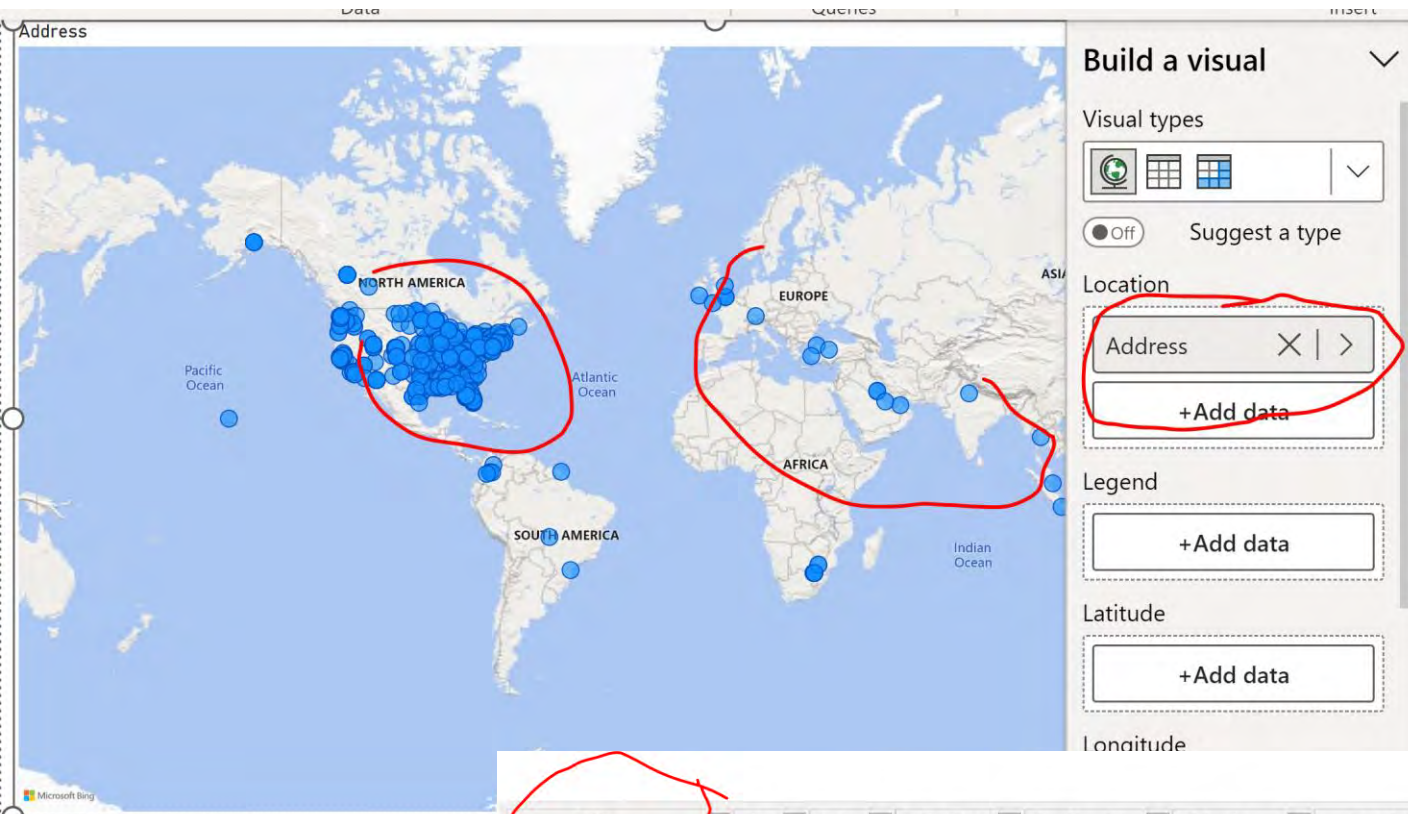 Data
Queries
Insert
Address
NORTH AMERICA
EUROPE
ASIA
Pacific
Ocean
Atlantic
Ocean
AFRICA
SOUTH AMERICA
Indian
Ocean
Microsoft Bing
Build a visual
Visual types
Off
Suggest a type
Location
Address
+Add data
Legend
+Add data
Latitude
+Add data
Longitude